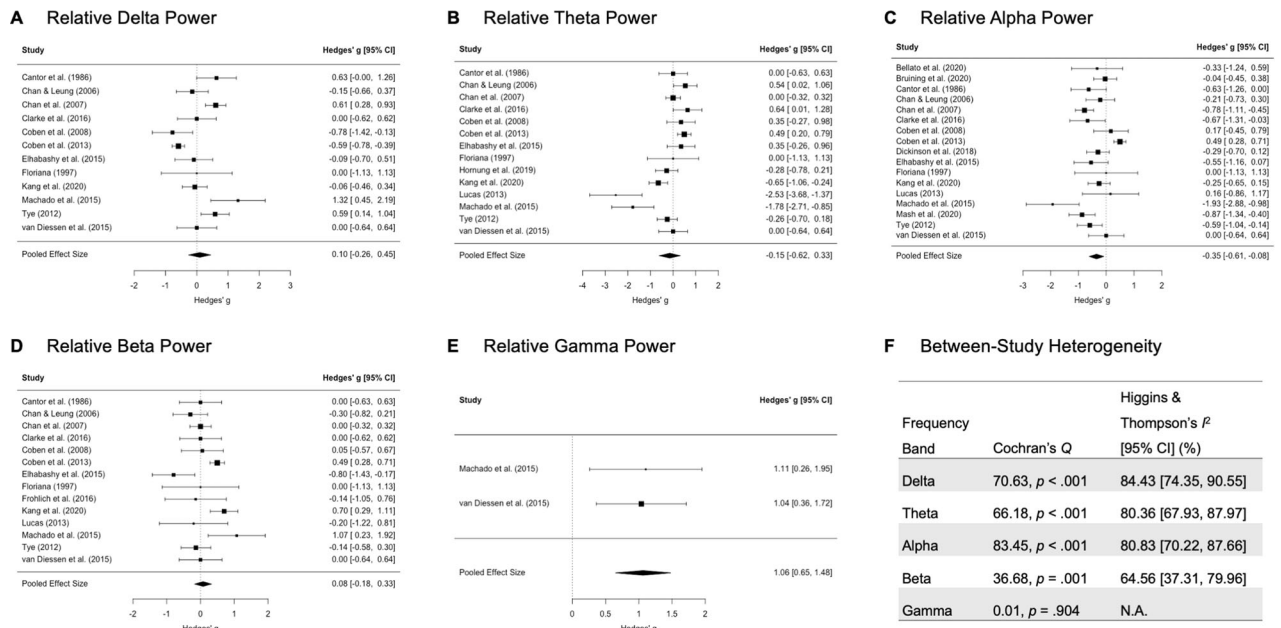 A Relative Delta Power
Study Hedges' g [95% CI]
Cantor et al. (1986) 0.63 [-0.00, 1.26]
Chan & Leung (2006) -0.15 [-0.66, 0.37]
Chan et al. (2007) 0.61 [ 0.28, 0.93]
Clarke et al. (2016) 0.00 [-0.62, 0.62]
Coben et al. (2008) -0.78 [-1.42, -0.13]
Coben et al. (2013) -0.59 [-0.78, -0.39]
Elhabashy et al. (2015) -0.09 [-0.70, 0.51]
Floriana (1997) 0.00 [-1.13, 1.13]
Kang et al. (2020) -0.06 [-0.46, 0.34]
Machado et al. (2015) 1.32 [ 0.45, 2.19]
Tye (2012) 0.59 [ 0.14, 1.04]
van Diessen et al. (2015) 0.00 [-0.64, 0.64]
Pooled Effect Size 0.10 [-0.26, 0.45]
-2 -1 0 1 2 3
Hedges' g
B Relative Theta Power
Study Hedges' g [95% CI]
Cantor et al. (1986) 0.00 [-0.63, 0.63]
Chan & Leung (2006) 0.54 [ 0.02, 1.06]
Chan et al. (2007) 0.00 [-0.32, 0.32]
Clarke et al. (2016) 0.64 [ 0.01, 1.28]
Coben et al. (2008) 0.35 [-0.27, 0.98]
Coben et al. (2013) 0.49 [ 0.20, 0.79]
Elhabashy et al. (2015) 0.35 [-0.26, 0.96]
Floriana (1997) 0.00 [-1.13, 1.13]
Hornung et al. (2019) -0.28 [-0.78, 0.21]
Kang et al. (2020) -0.65 [-1.06, -0.24]
Lucas (2013) -2.53 [-3.68, -1.37]
Machado et al. (2015) -1.78 [-2.71, -0.85]
Tye (2012) -0.26 [-0.70, 0.18]
van Diessen et al. (2015) 0.00 [-0.64, 0.64]
Pooled Effect Size -0.15 [-0.62, 0.33]
-4 -3 -2 -1 0 1 2
Hedges' g
C Relative Alpha Power
Study Hedges' g [95% CI]
Bellato et al. (2020) -0.33 [-1.24, 0.59]
Bruining et al. (2020) -0.04 [-0.45, 0.38]
Cantor et al. (1986) -0.63 [-1.26, 0.00]
Chan & Leung (2006) -0.21 [-0.73, 0.30]
Chan et al. (2007) -0.78 [-1.11, -0.45]
Clarke et al. (2016) -0.67 [-1.31, -0.03]
Coben et al. (2008) 0.17 [-0.45, 0.79]
Coben et al. (2013) 0.49 [ 0.28, 0.71]
Dickinson et al. (2018) -0.29 [-0.70, 0.12]
Elhabashy et al. (2015) -0.55 [-1.16, 0.07]
Floriana (1997) 0.00 [-1.13, 1.13]
Kang et al. (2020) -0.25 [-0.65, 0.15]
Lucas (2013) 0.16 [-0.86, 1.17]
Machado et al. (2015) -1.93 [-2.88, -0.98]
Mash et al. (2020) -0.87 [-1.34, -0.40]
Tye (2012) -0.59 [-1.04, -0.14]
van Diessen et al. (2015) 0.00 [-0.64, 0.64]
Pooled Effect Size -0.35 [-0.61, -0.08]
-3 -2 -1 0 1 2
Hedges' g
D Relative Beta Power
Study Hedges' g [95% CI]
Cantor et al. (1986) 0.00 [-0.63, 0.63]
Chan & Leung (2006) -0.30 [-0.82, 0.21]
Chan et al. (2007) 0.00 [-0.32, 0.32]
Clarke et al. (2016) 0.00 [-0.62, 0.62]
Coben et al. (2008) 0.05 [-0.57, 0.67]
Coben et al. (2013) 0.49 [ 0.28, 0.71]
Elhabashy et al. (2015) -0.80 [-1.43, -0.17]
Floriana (1997) 0.00 [-1.13, 1.13]
Frohlich et al. (2016) -0.14 [-1.05, 0.76]
Kang et al. (2020) 0.70 [ 0.29, 1.11]
Lucas (2013) -0.20 [-1.22, 0.81]
Machado et al. (2015) 1.07 [ 0.23, 1.92]
Tye (2012) -0.14 [-0.58, 0.30]
van Diessen et al. (2015) 0.00 [-0.64, 0.64]
Pooled Effect Size 0.08 [-0.18, 0.33]
-2 -1 0 1 2
Hedges' g
E Relative Gamma Power
Study Hedges' g [95% CI]
Machado et al. (2015) 1.11 [0.26, 1.95]
van Diessen et al. (2015) 1.04 [0.36, 1.72]
Pooled Effect Size 1.06 [0.65, 1.48]
0 0.5 1 1.5 2
Hedges' g
F Between-Study Heterogeneity
Frequency Band Cochran's Q Higgins & Thompson's I² [95% CI] (%)
Delta 70.63, p < .001 84.43 [74.35, 90.55]
Theta 66.18, p < .001 80.36 [67.93, 87.97]
Alpha 83.45, p < .001 80.83 [70.22, 87.66]
Beta 36.68, p = .001 64.56 [37.31, 79.96]
Gamma 0.01, p = .904 N.A.